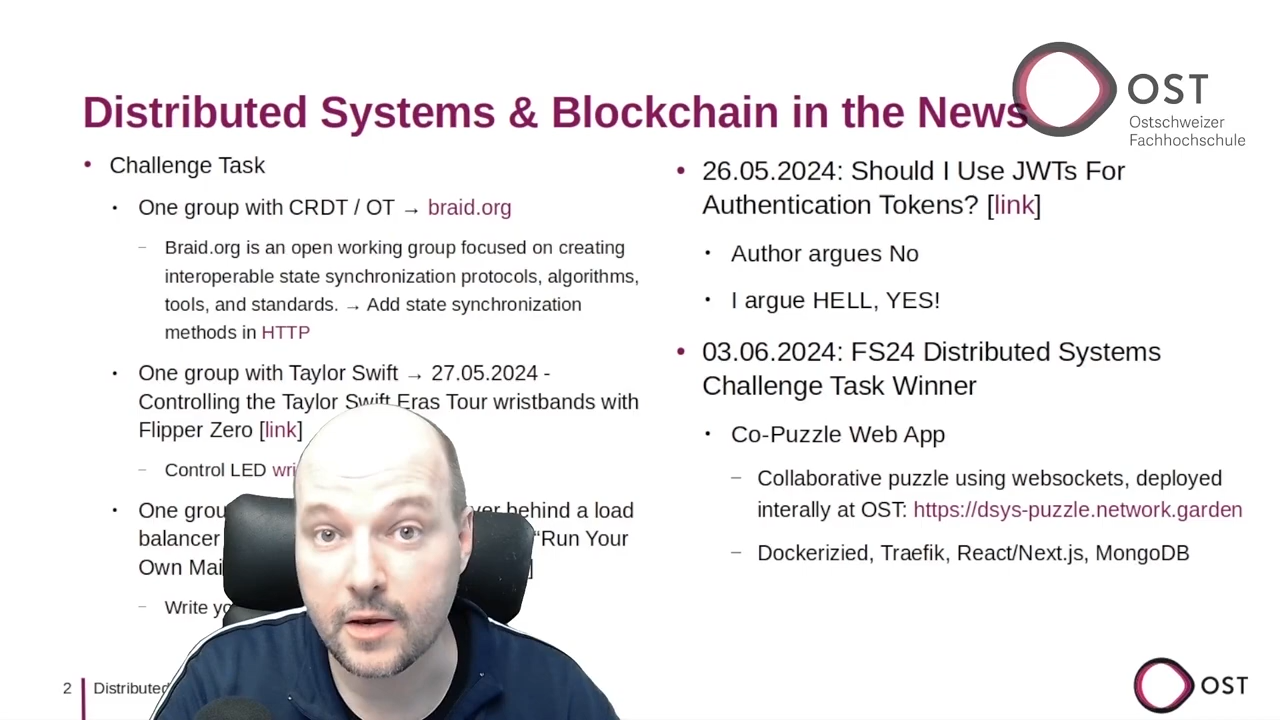 Distributed Systems & Blockchain in the News
OST
Ostschweizer
Fachhochschule
• Challenge Task
• One group with CRDT / OT → braid.org
– Braid.org is an open working group focused on creating
interoperable state synchronization protocols, algorithms,
tools, and standards. → Add state synchronization
methods in HTTP
• One group with Taylor Swift → 27.05.2024 -
Controlling the Taylor Swift Eras Tour wristbands with
Flipper Zero [link]
– Control LED
• One
behind a load
balancer
“Run Your
Own
]
– Write
• 26.05.2024: Should I Use JWTs For
Authentication Tokens? [link]
• Author argues No
• I argue HELL, YES!
• 03.06.2024: FS24 Distributed Systems
Challenge Task Winner
• Co-Puzzle Web App
– Collaborative puzzle using websockets, deployed
interally at OST: https://dsys-puzzle.network.garden
– Dockerizied, Traefik, React/Next.js, MongoDB
2
OST